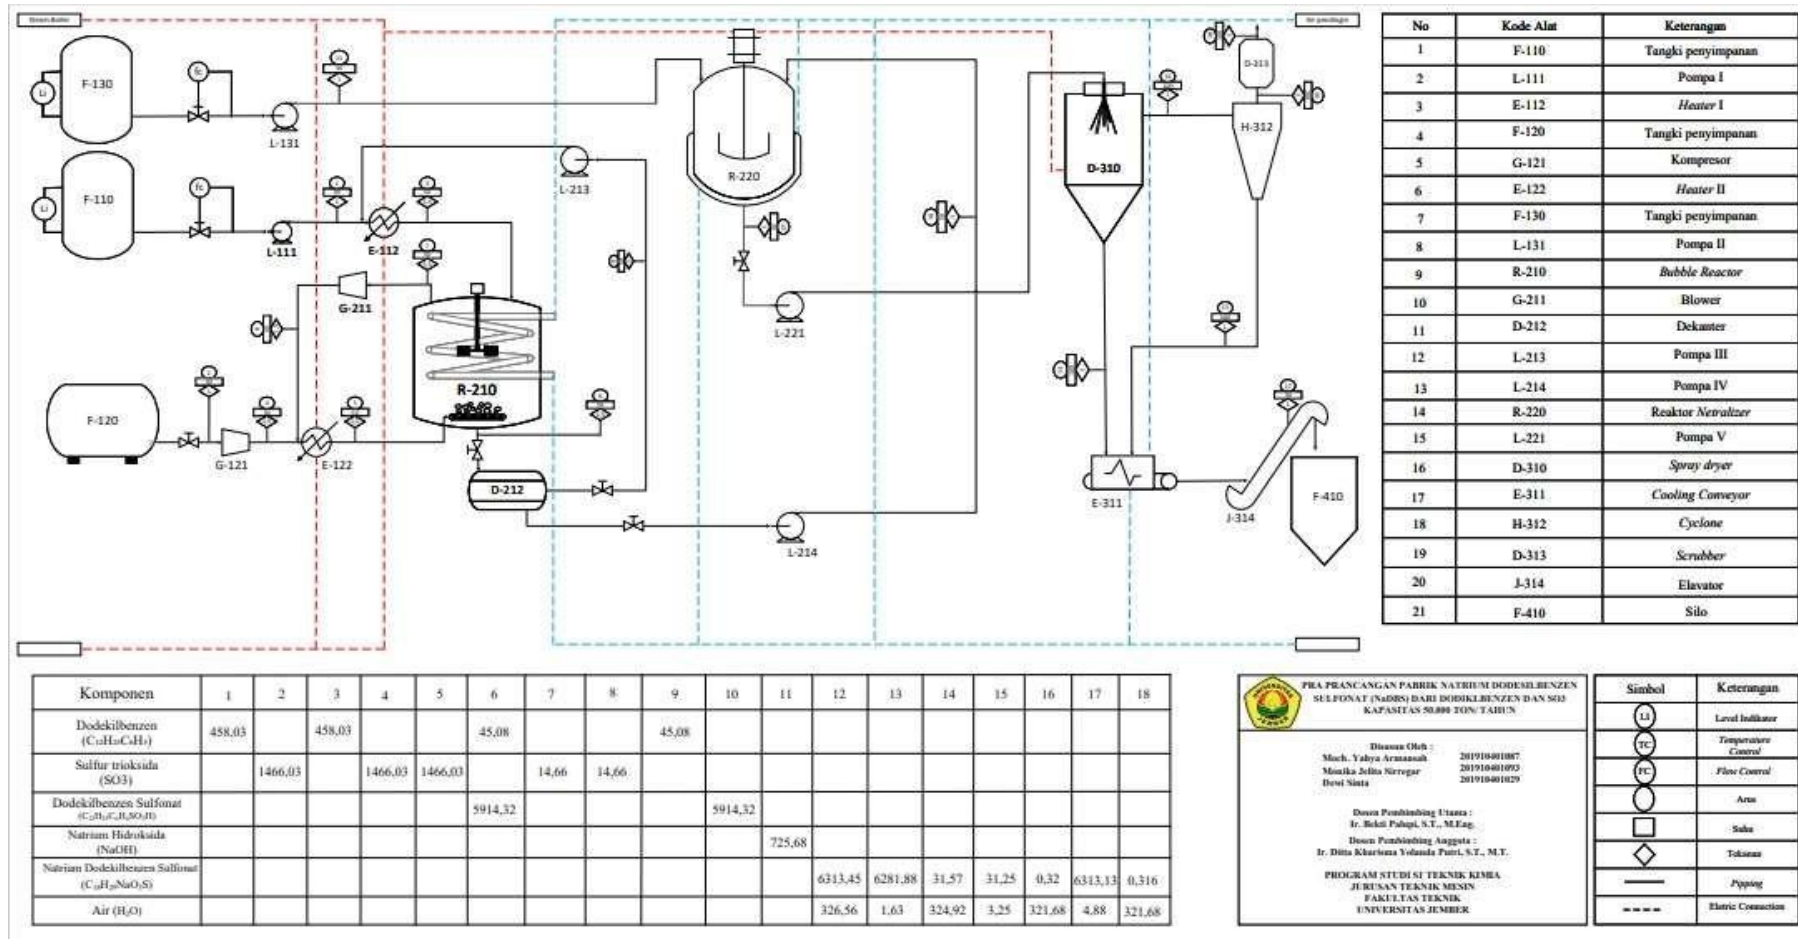 F-130
LI
fc
L-131
F-110
LI
fc
L-111
E-112
L-213
G-211
R-210
F-120
G-121
E-122
D-212
L-214
R-220
L-221
D-310
H-312
E-311
J-314
F-410
No Kode Alat Keterangan
1 F-110 Tangki penyimpanan
2 L-111 Pompa I
3 E-112 Heater I
4 F-120 Tangki penyimpanan
5 G-121 Kompresor
6 E-122 Heater II
7 F-130 Tangki penyimpanan
8 L-131 Pompa II
9 R-210 Bubble Reactor
10 G-211 Blower
11 D-212 Dekanter
12 L-213 Pompa III
13 L-214 Pompa IV
14 R-220 Reaktor Netralizer
15 L-221 Pompa V
16 D-310 Spray dryer
17 E-311 Cooling Conveyor
18 H-312 Cyclone
19 D-313 Scrubber
20 J-314 Elavator
21 F-410 Silo
Komponen 1 2 3 4 5 6 7 8 9 10 11 12 13 14 15 16 17 18
Dodekilbenzen
458,03 458,03 45,08 45,08
Sulfur trioksida
(SO3)
1466,03 1466,03 1466,03 14,66 14,66
Dodekilbenzen Sulfonat
5914,32 5914,32
Natrium Hidroksida
(NaOH)
725,68
Natrium Dodekilbenzen Sulfonat
6313,45 6281,88 31,57 31,25 0,32 6313,13 0,316
Air (H₂O) 326,56 1,63 324,92 3,25 321,68 4,88 321,68
PRA PRANCANGAN PABRIK NATRIUM DODESILBENZEN
SULFONAT (NaDBS) DARI DODIKLBENZEN DAN SO3
KAPASITAS 50.000 TON/ TAHUN
Disusun Oleh :
Moch. Yahya Armansah 201910401087
Monika Jelita Sirregar 201910401093
Dewi Sinta 201910401029
Dosen Pembimbing Utama :
Ir. Bekti Palupi, S.T., M.Eng.
Dosen Pembimbing Anggota :
Ir. Ditta Kharisma Yolanda Putri, S.T., M.T.
PROGRAM STUDI S1 TEKNIK KIMIA
JURUSAN TEKNIK MESIN
FAKULTAS TEKNIK
UNIVERSITAS JEMBER
Simbol Keterangan
LI Level Indikator
TC Temperature Control
FC Flow Control
Arus
Suhu
Tekanan
Pipping
Eletric Connection